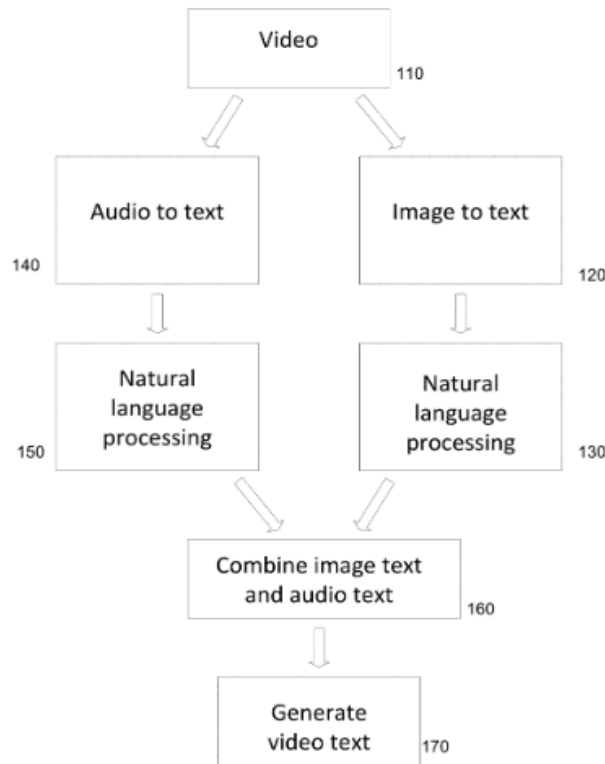 Video
110
Audio to text
140
Image to text
120
Natural
language
processing
150
Natural
language
processing
130
Combine image text
and audio text
160
Generate
video text
170